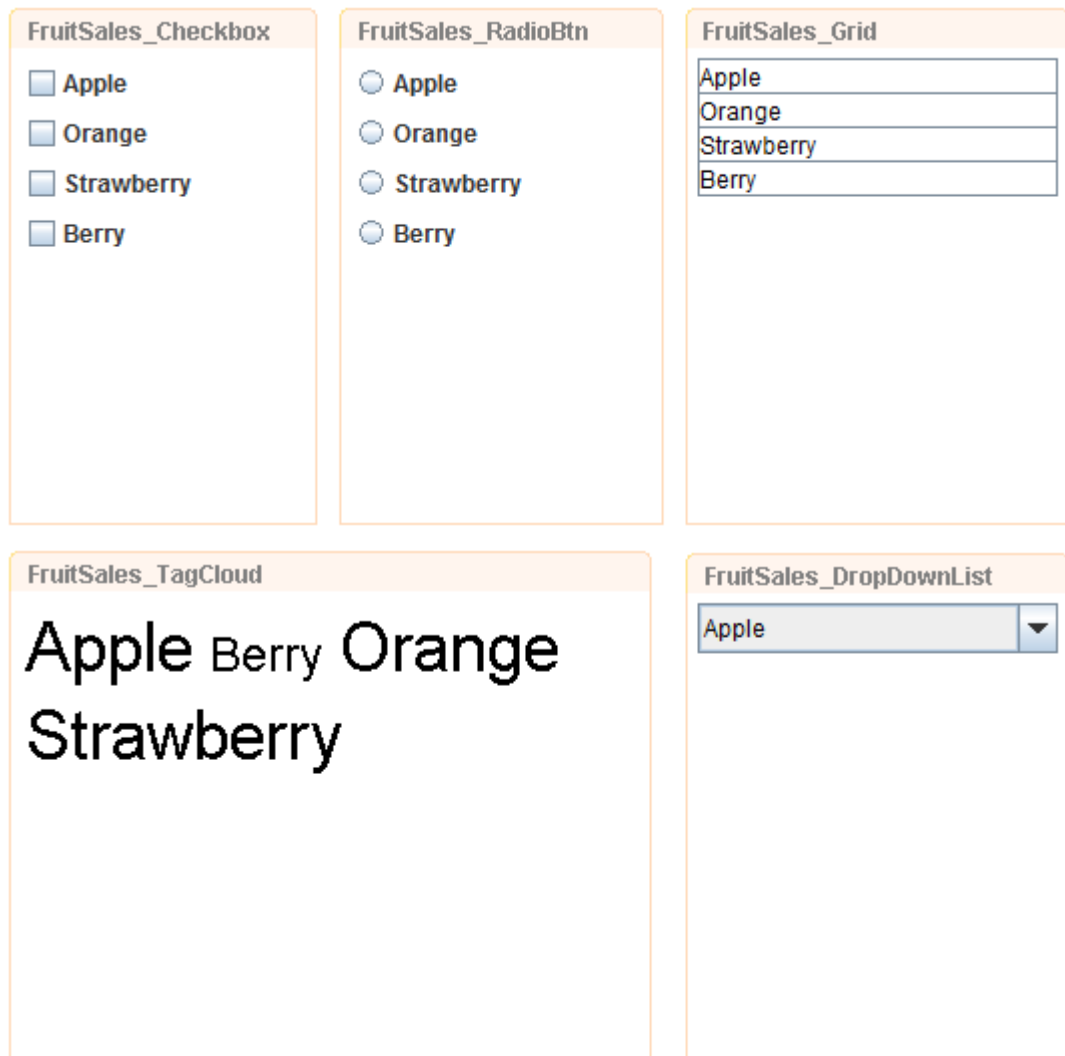 FruitSales_Checkbox
Apple
Orange
Strawberry
Berry
FruitSales_RadioBtn
Apple
Orange
Strawberry
Berry
FruitSales_Grid
Apple
Orange
Strawberry
Berry
FruitSales_TagCloud
Apple Berry Orange
Strawberry
FruitSales_DropDownList
Apple